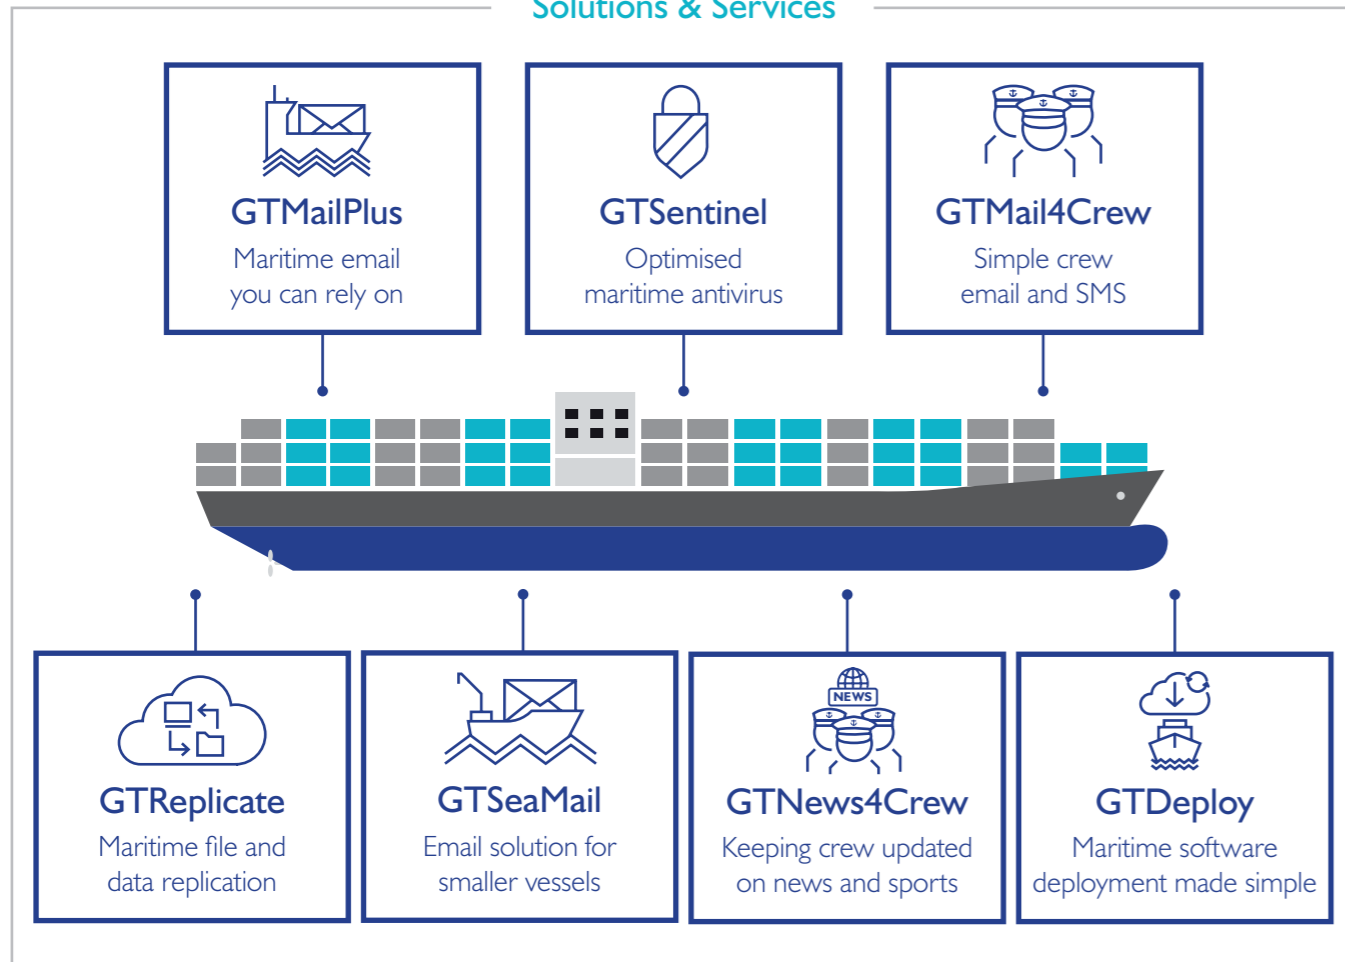 Solutions & Services
GTMailPlus
Maritime email
you can rely on
GTSentinel
Optimised
maritime antivirus
GTMail4Crew
Simple crew
email and SMS
GTReplicate
Maritime file and
data replication
GTSeaMail
Email solution for
smaller vessels
NEWS
GTNews4Crew
Keeping crew updated
on news and sports
GTDeploy
Maritime software
deployment made simple